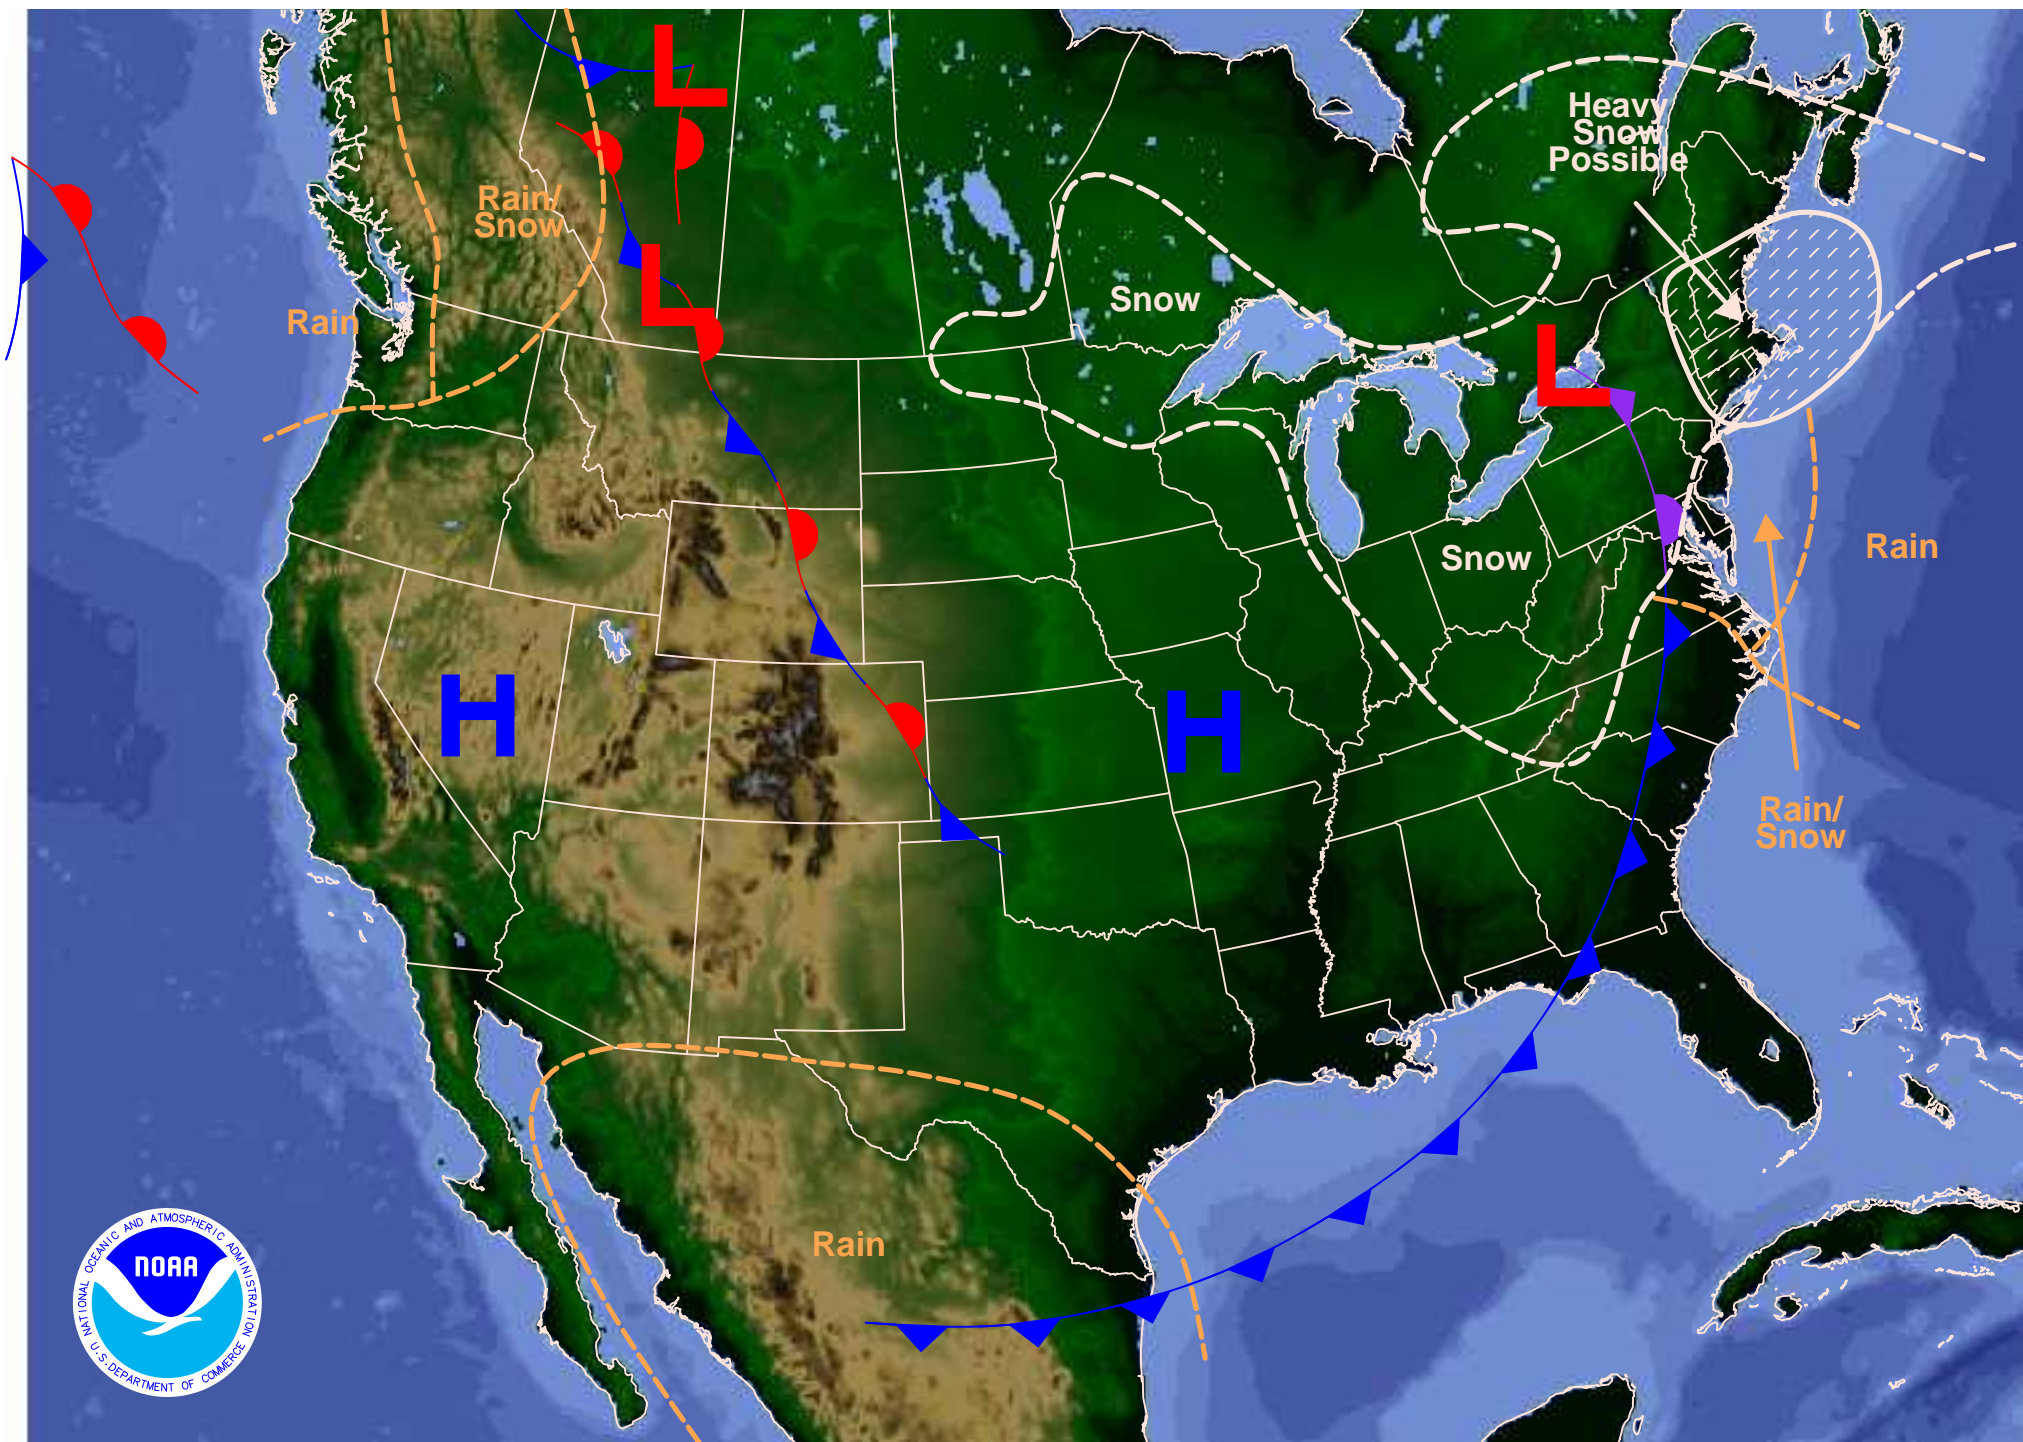 L
Heavy
Snow
Possible
Rain/
Snow
L
Snow
Rain
L
Rain
Snow
H
H
Rain/
Snow
Rain
NOAA
NATIONAL OCEANIC AND ATMOSPHERIC ADMINISTRATION
U.S. DEPARTMENT OF COMMERCE